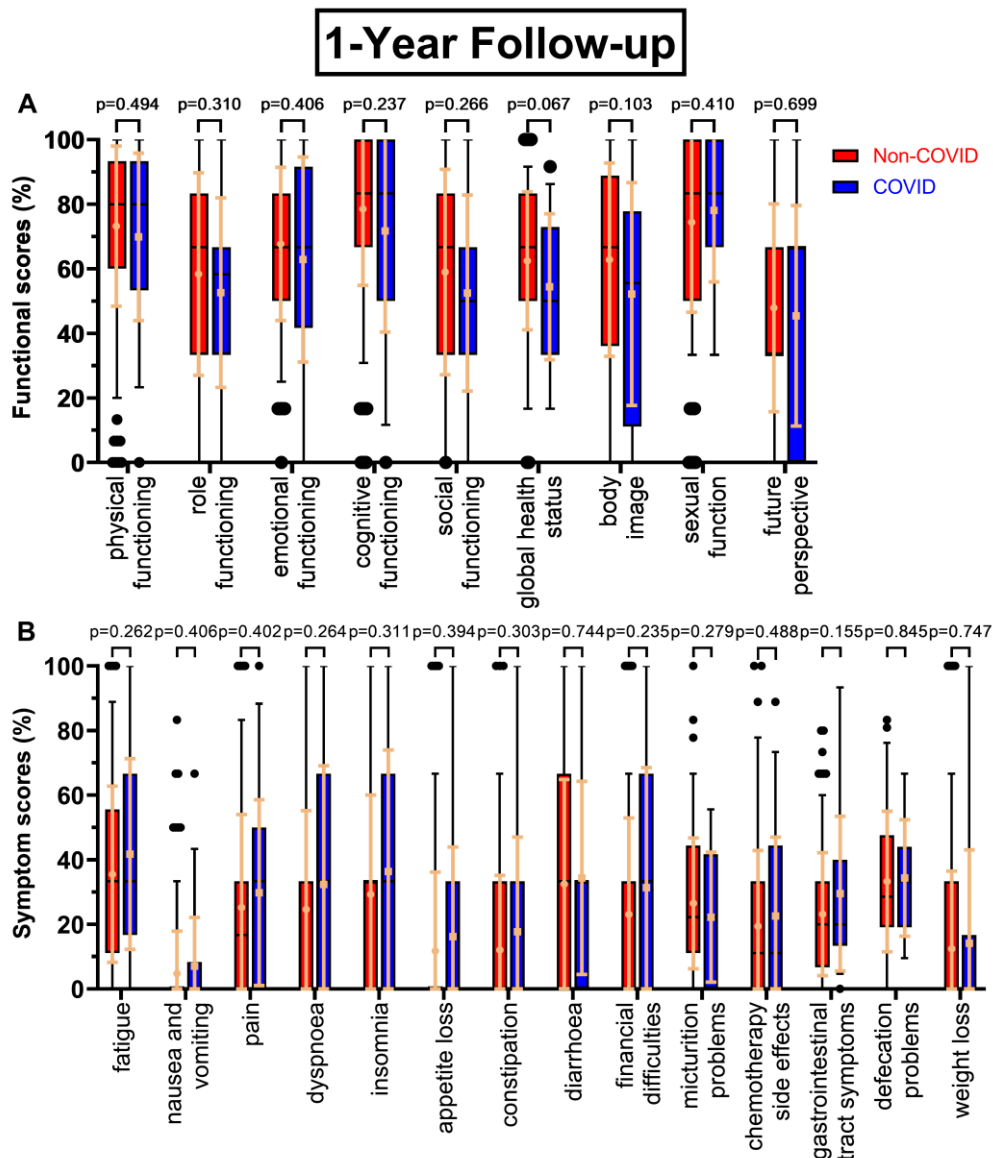 1-Year Follow-up
A
p=0.494 p=0.310 p=0.406 p=0.237 p=0.266 p=0.067 p=0.103 p=0.410 p=0.699
Functional scores (%)
100
80
60
40
20
0
Non-COVID
COVID
physical
functioning
role
functioning
emotional
functioning
cognitive
functioning
social
functioning
global health
status
body
image
sexual
function
future
perspective
B
p=0.262 p=0.406 p=0.402 p=0.264 p=0.311 p=0.394 p=0.303 p=0.744 p=0.235 p=0.279 p=0.488 p=0.155 p=0.845 p=0.747
Symptom scores (%)
100
80
60
40
20
0
fatigue
nausea and
vomiting
pain
dyspnoea
insomnia
appetite loss
constipation
diarrhoea
financial
difficulties
micturition
problems
chemotherapy
side effects
gastrointestinal
tract symptoms
defecation
problems
weight loss